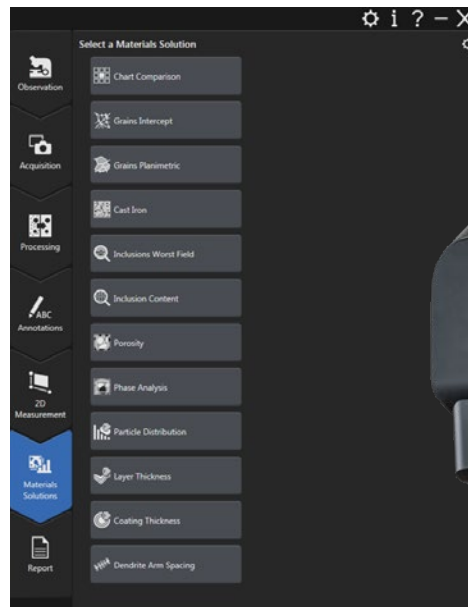 i ? – X
Select a Materials Solution
Observation
Acquisition
Processing
ABC
Annotations
2D
Measurement
Materials
Solutions
Report
Chart Comparison
Grains Intercept
Grains Planimetric
Cast Iron
Inclusions Worst Field
Inclusion Content
Porosity
Phase Analysis
Particle Distribution
Layer Thickness
Coating Thickness
Dendrite Arm Spacing